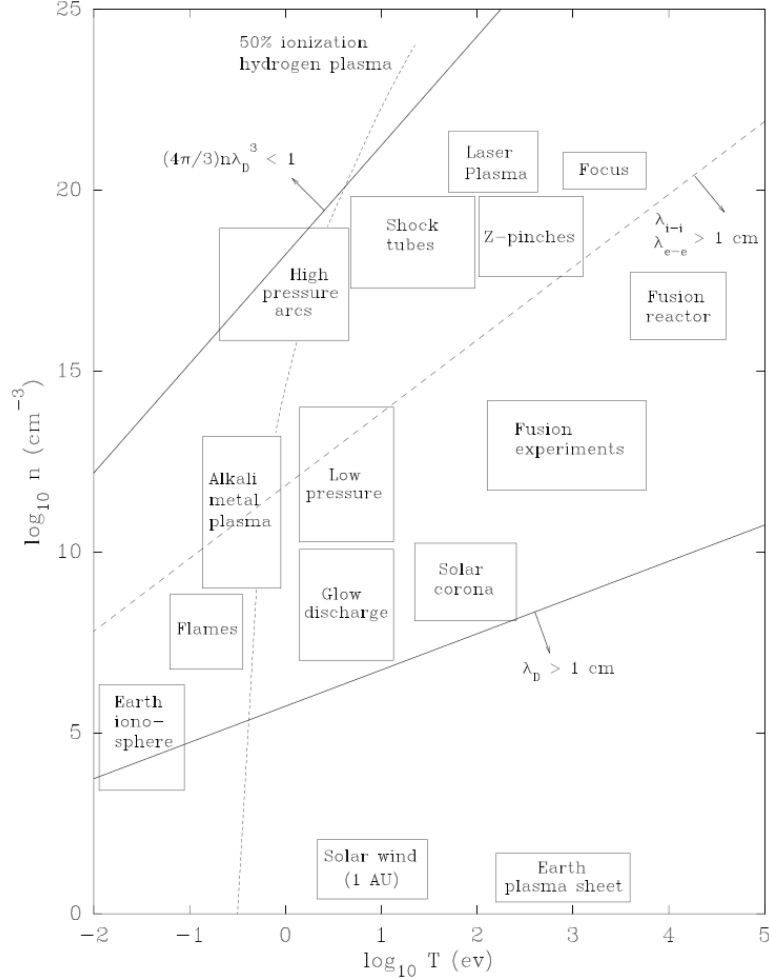 25
50% ionization
hydrogen plasma
(4π/3)nλ_D^3 < 1
Laser
Plasma
Focus
20
Shock
tubes
Z-pinches
λ_i-i
λ_e-e > 1 cm
High
pressure
arcs
Fusion
reactor
15
log₁₀ n (cm⁻³)
Alkali
metal
plasma
Low
pressure
Fusion
experiments
10
Flames
Glow
discharge
Solar
corona
λ_D > 1 cm
Earth
iono-
sphere
5
Solar wind
(1 AU)
Earth
plasma sheet
0
-2 -1 0 1 2 3 4 5
log₁₀ T (ev)